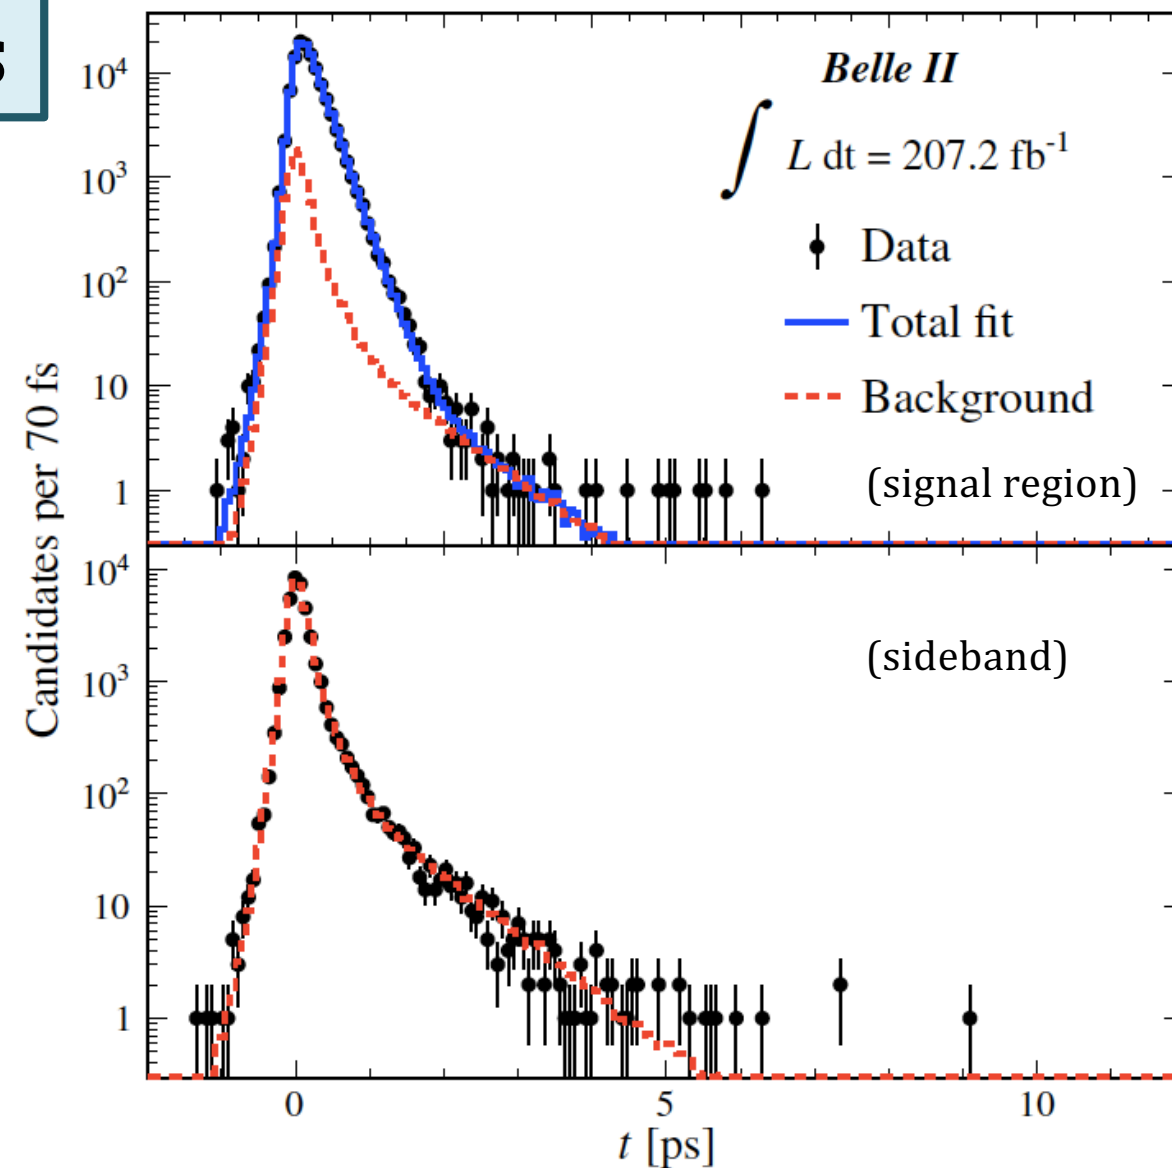 s
Belle II
∫ L dt = 207.2 fb⁻¹
Data
Total fit
Background
(signal region)
10⁴
10³
10²
10
1
Candidates per 70 fs
(sideband)
10⁴
10³
10²
10
1
0 5 10
t [ps]